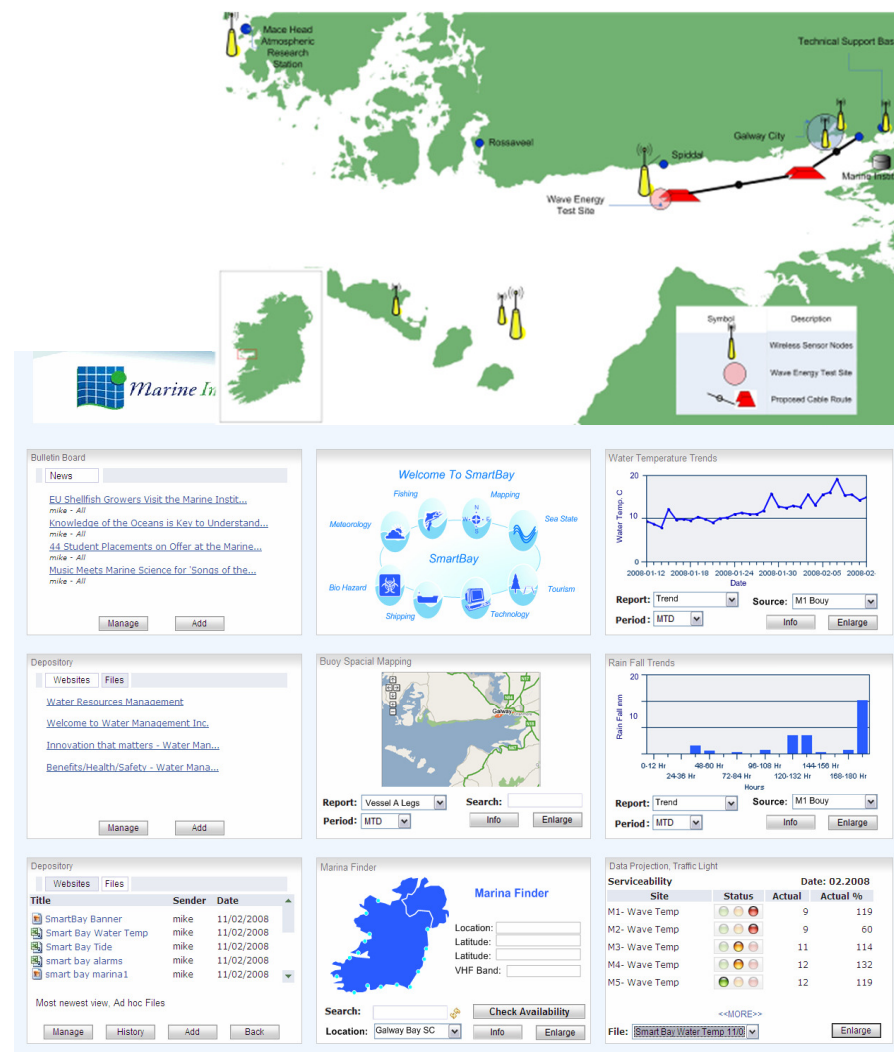 Mace Head
Atmospheric
Research
Station
Technical Support Bas
Rossaveel
Galway City
Spiddal
Marine Insti
Wave Energy
Test Site
Symbol Description
Wireless Sensor Nodes
Wave Energy Test Site
Proposed Cable Route
Marine In
Bulletin Board
News
EU Shellfish Growers Visit the Marine Instit...
mike - All
Knowledge of the Oceans is Key to Understand...
mike - All
44 Student Placements on Offer at the Marine...
mike - All
Music Meets Marine Science for 'Songs of the...
mike - All
Manage Add
Welcome To SmartBay
Fishing Mapping
N
W E
S
Meteorology Sea State
SmartBay
Bio Hazard Tourism
Shipping Technology
Water Temperature Trends
Water Temp. C
20
10
0
2008-01-12 2008-01-18 2008-01-24 2008-01-30 2008-02-05 2008-02-
Date
Report: Trend Source: M1 Bouy
Period: MTD Info Enlarge
Depository
Websites Files
Water Resources Management
Welcome to Water Management Inc.
Innovation that matters - Water Man...
Benefits/Health/Safety - Water Mana...
Manage Add
Buoy Spacial Mapping
Galway
Report: Vessel A Legs Search:
Period: MTD Info Enlarge
Rain Fall Trends
Rain Fall mm
20
10
0-12 Hr 48-60 Hr 96-108 Hr 144-156 Hr
24-36 Hr 72-84 Hr 120-132 Hr 168-180 Hr
Hours
Report: Trend Source: M1 Bouy
Period: MTD Info Enlarge
Depository
Websites Files
Title Sender Date
SmartBay Banner mike 11/02/2008
Smart Bay Water Temp mike 11/02/2008
Smart Bay Tide mike 11/02/2008
smart bay alarms mike 11/02/2008
smart bay marina1 mike 11/02/2008
Most newest view, Ad hoc Files
Manage History Add Back
Marina Finder
Marina Finder
Location:
Latitude:
Latitude:
VHF Band:
Search: Check Availability
Location: Galway Bay SC Info Enlarge
Data Projection, Traffic Light
Serviceability Date: 02.2008
Site Status Actual Actual %
M1- Wave Temp 9 119
M2- Wave Temp 9 60
M3- Wave Temp 11 114
M4- Wave Temp 12 132
M5- Wave Temp 12 119
<<MORE>>
File: Smart Bay Water Temp 11/0 Enlarge